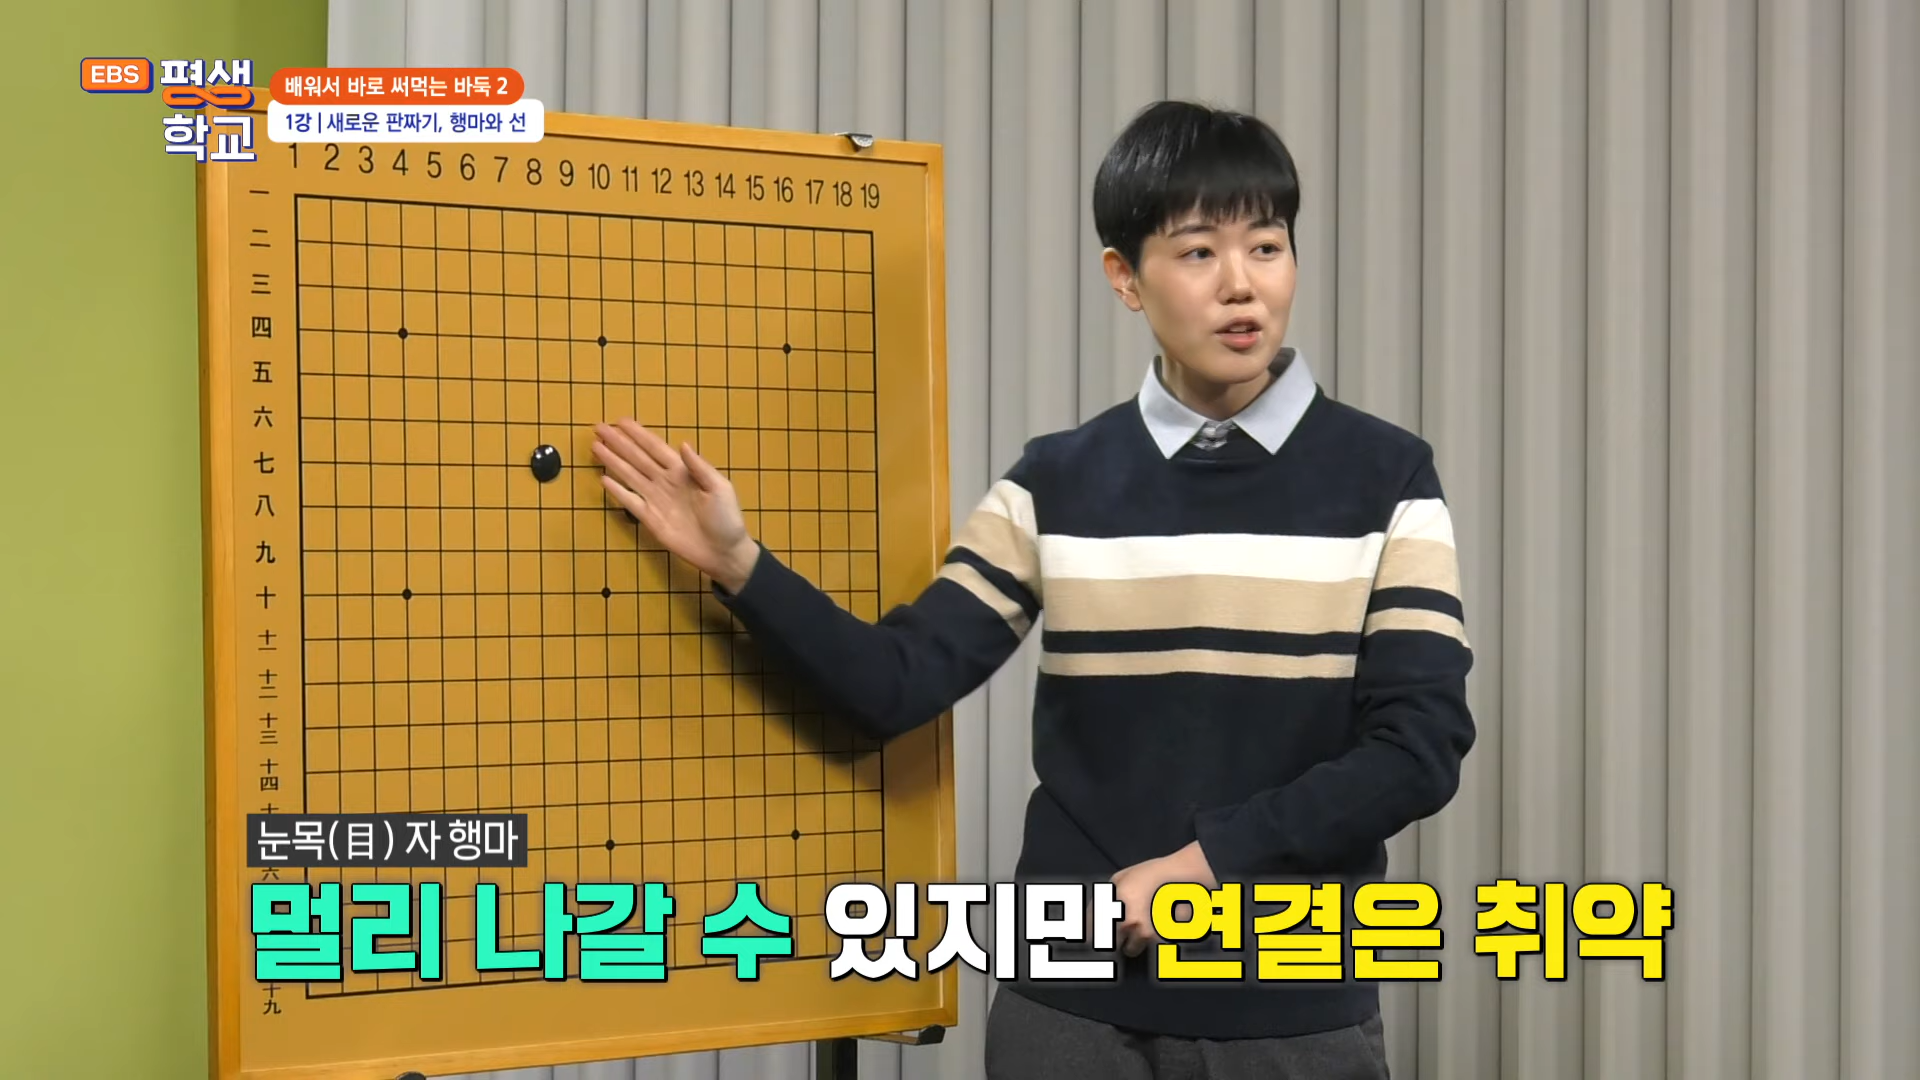 EBS 평생
학교
배워서 바로 써먹는 바둑 2
1강 | 새로운 판짜기, 행마와 선
1 2 3 4 5 6 7 8 9 10 11 12 13 14 15 16 17 18 19
一
二
三
四
五
六
七
八
九
十
十一
十二
十三
十四
눈목(目) 자 행마
멀리 나갈 수 있지만 연결은 취약
十九